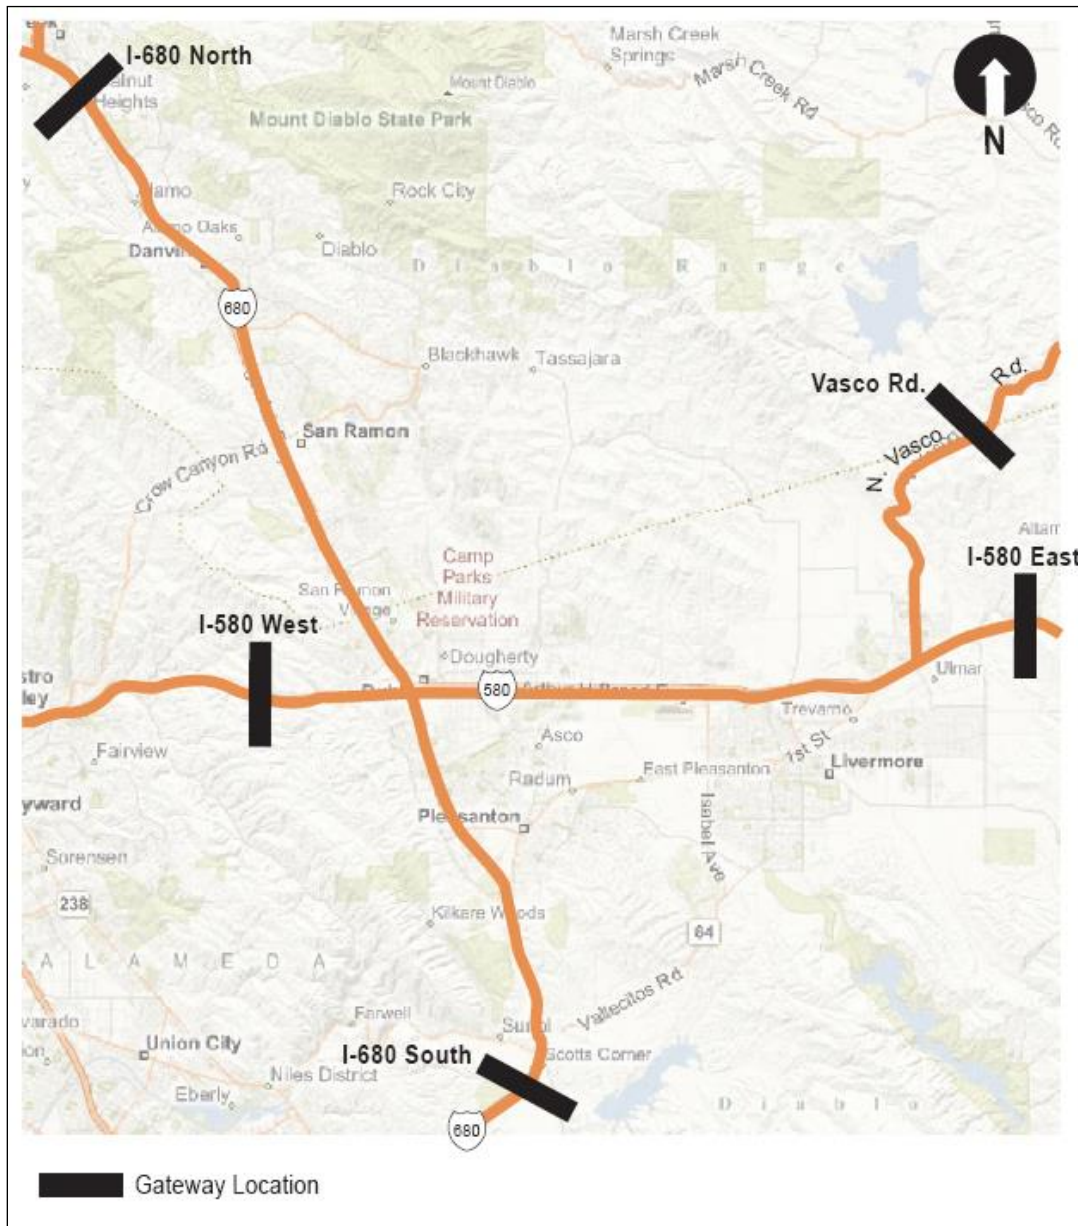 I-680 North
Marsh Creek
Springs
Marsh Creek Rd
Heights
Mount Diablo
Mount Diablo State Park
N
Alamo
Rock City
Alamo Oaks
Diablo
Diablo Range
680
Blackhawk
Tassajara
Vasco Rd.
Rd.
San Ramon
Crow Canyon Rd
N. Vasco
Camp
Parks
Military
Reservation
I-580 East
San Ramon
Village
I-580 West
Dougherty
580
Ulmar
Trevarno
Fairview
Asco
1st St
Livermore
East Pleasanton
Radum
Isabel Ave
Pleasanton
Sorensen
238
Kilkare Woods
84
ALAMEDA
Vallecitos Rd
Farwell
Sunol
Union City
I-680 South
Scotts Corner
Niles District
Eberly
Diablo
680
Gateway Location